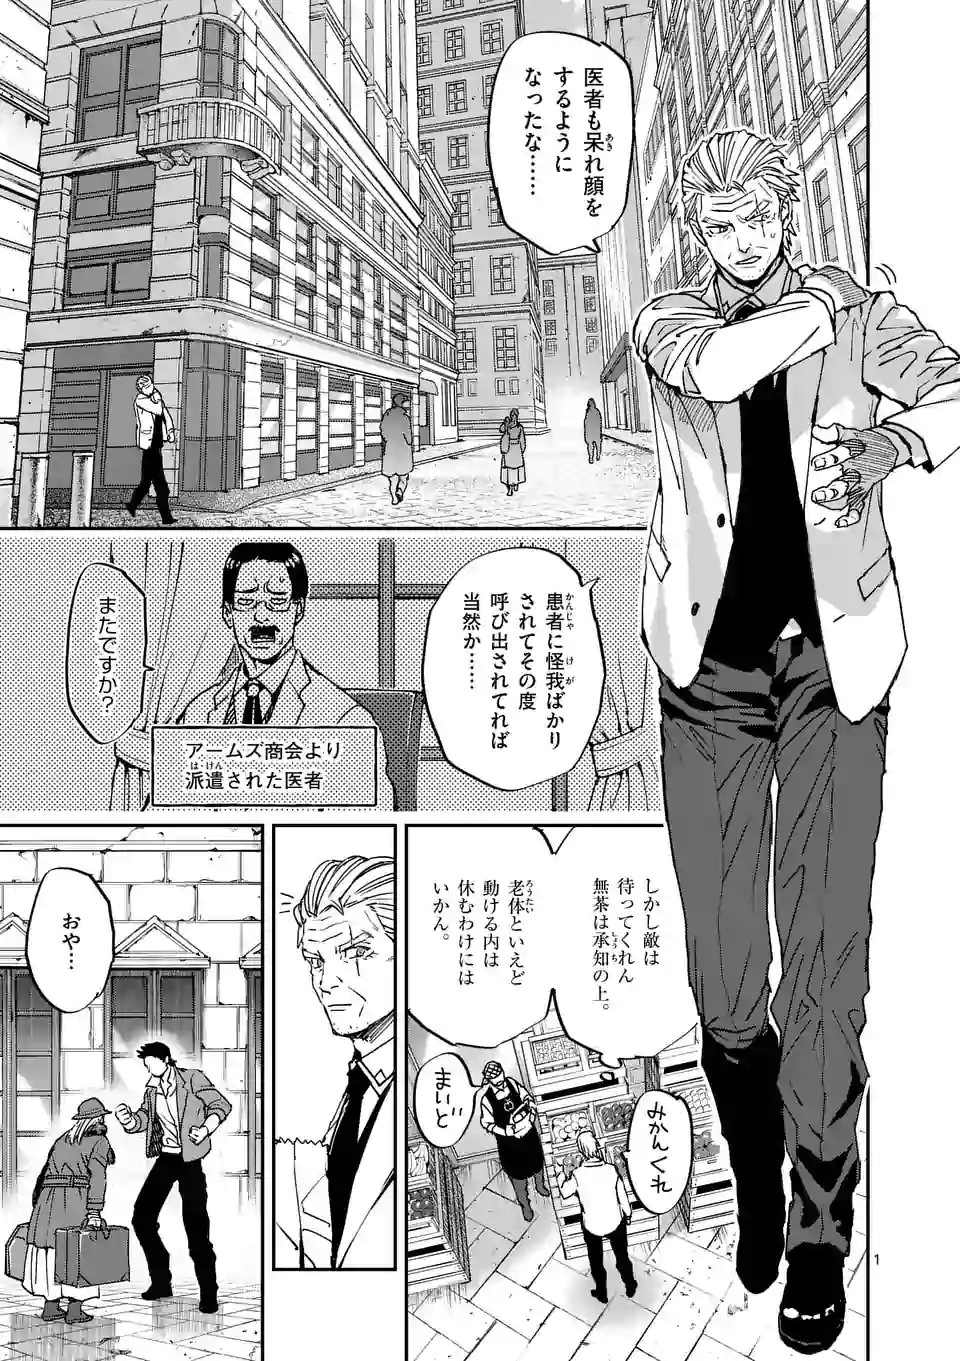 医者も呆れ顔を
するように
なったな……
患者に怪我ばかり
されてその度
呼び出されてれば
当然か……
またですか?
アームズ商会より
派遣された医者
しかし敵は
待ってくれん
無茶は承知の上。
老体といえど
動ける内は
休むわけには
いかん。
みかんくれ
まいど
おや…
1